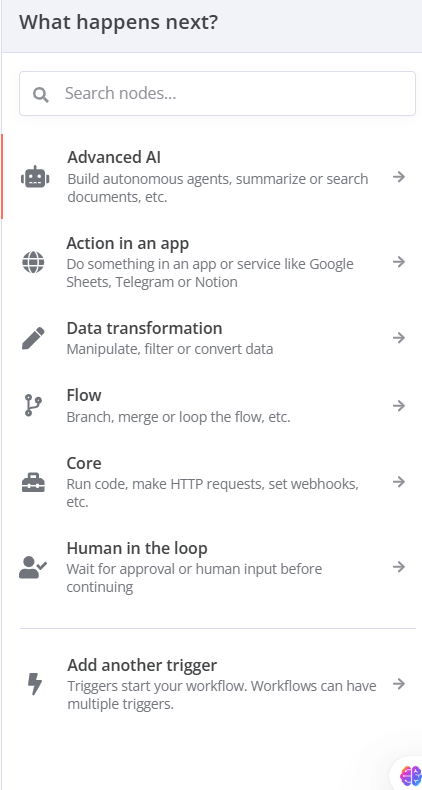 What happens next?
Search nodes...
Advanced AI
Build autonomous agents, summarize or search
documents, etc.
Action in an app
Do something in an app or service like Google
Sheets, Telegram or Notion
Data transformation
Manipulate, filter or convert data
Flow
Branch, merge or loop the flow, etc.
Core
Run code, make HTTP requests, set webhooks,
etc.
Human in the loop
Wait for approval or human input before
continuing
Add another trigger
Triggers start your workflow. Workflows can have
multiple triggers.